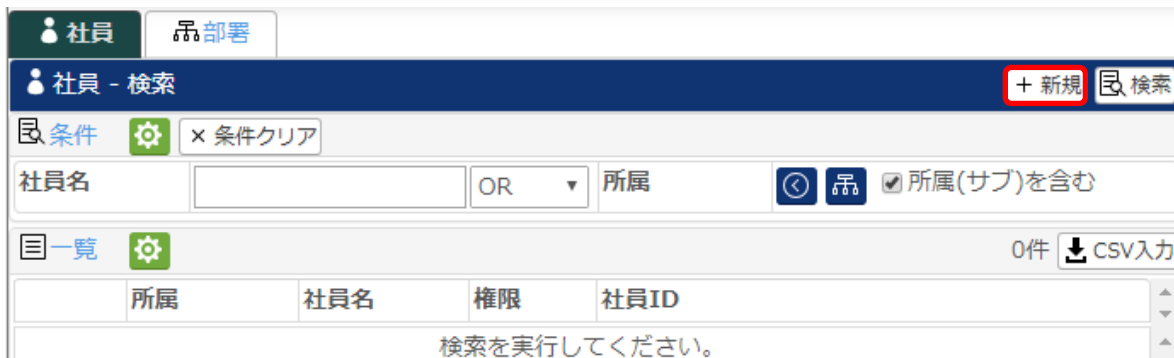 社員 部署
社員 - 検索 + 新規 検索
条件 × 条件クリア
社員名 OR 所属 所属(サブ)を含む
一覧 0件 CSV入力
所属 社員名 権限 社員ID
検索を実行してください。